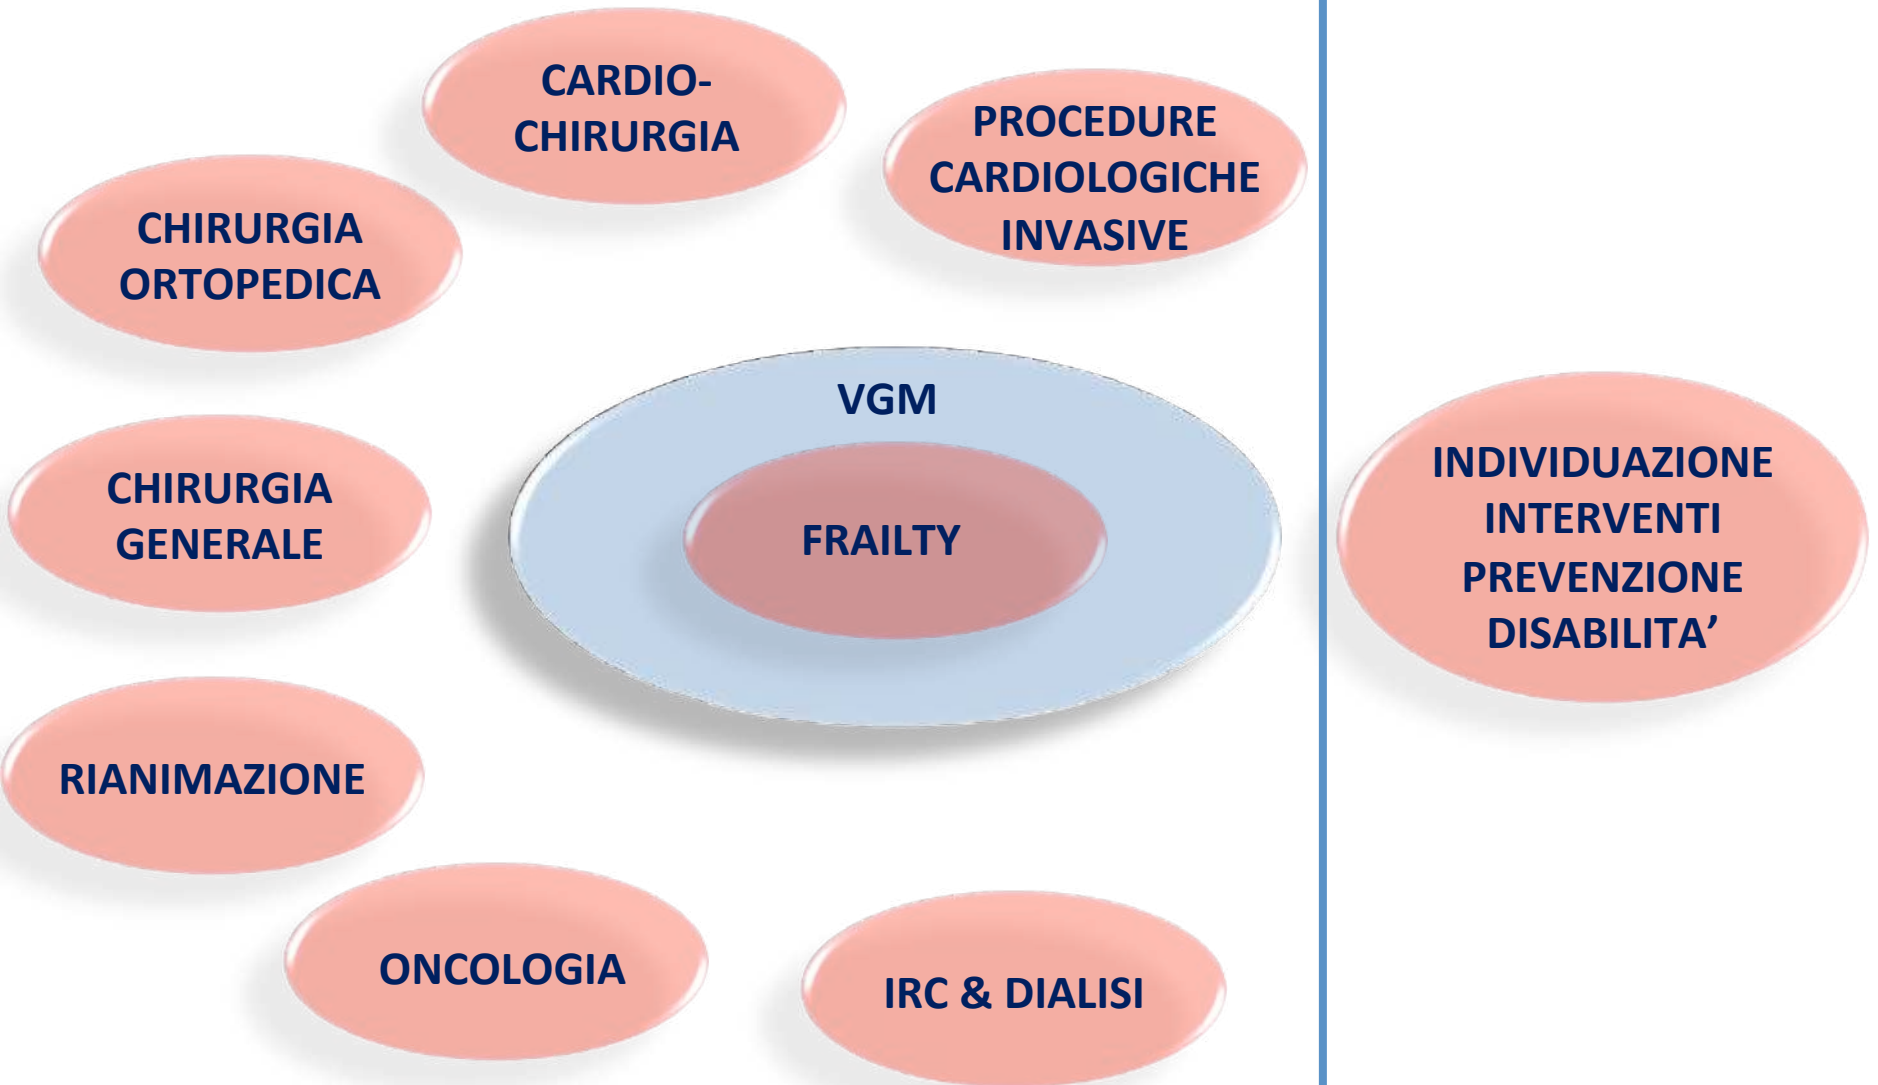 CARDIO-
CHIRURGIA
PROCEDURE
CARDIOLOGICHE
INVASIVE
CHIRURGIA
ORTOPEDICA
VGM
FRAILTY
CHIRURGIA
GENERALE
INDIVIDUAZIONE
INTERVENTI
PREVENZIONE
DISABILITA’
RIANIMAZIONE
ONCOLOGIA
IRC & DIALISI